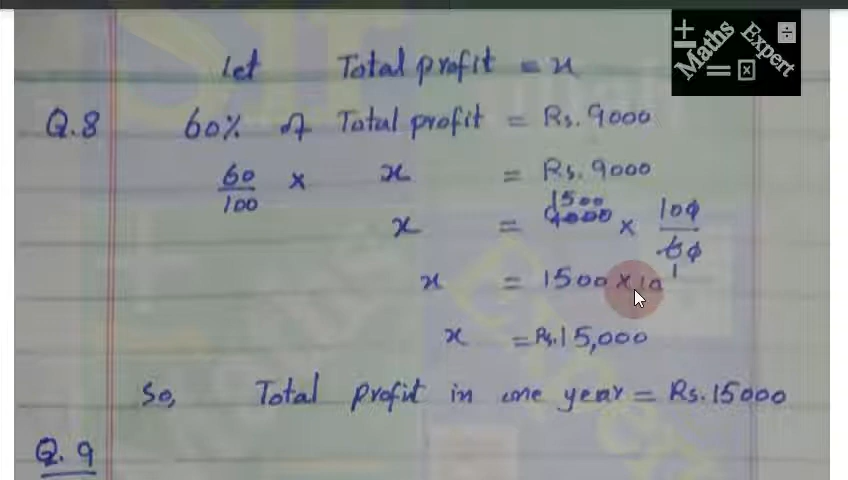 + Maths = Expert ÷ ×
Let Total profit = x
Q.8 60% of Total profit = Rs. 9000
60/100 × x = Rs. 9000
x = 1500 9000 × 100/60 1
x = 1500 × 10
x = Rs. 15,000
So, Total profit in one year = Rs. 15000
Q. 9